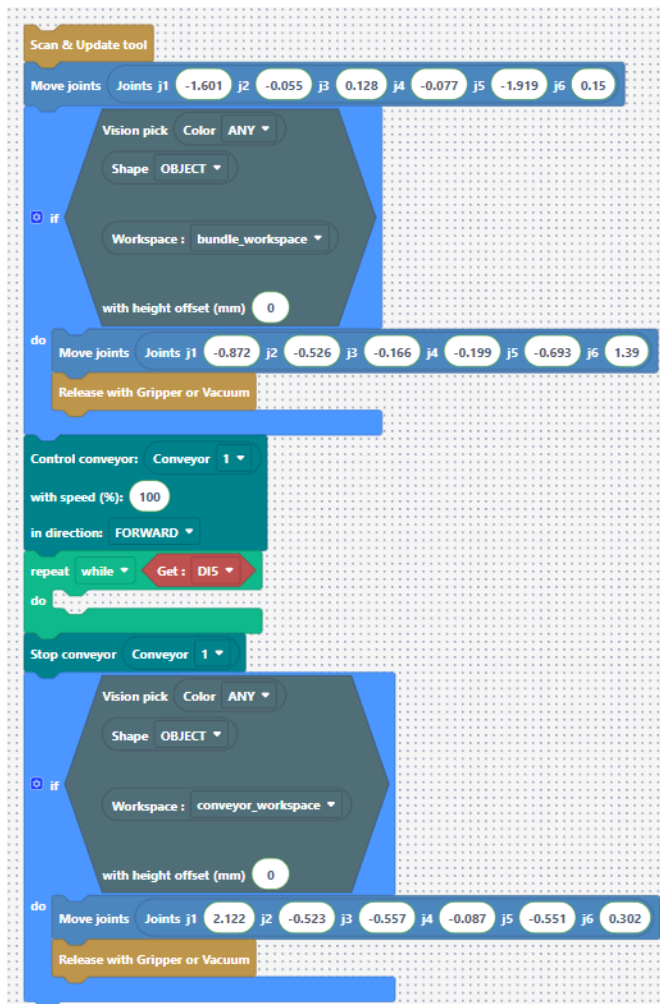 Scan & Update tool
Move joints Joints j1 -1.601 j2 -0.055 j3 0.128 j4 -0.077 j5 -1.919 j6 0.15
Vision pick Color ANY
Shape OBJECT
if
Workspace : bundle_workspace
with height offset (mm) 0
do
Move joints Joints j1 -0.872 j2 -0.526 j3 -0.166 j4 -0.199 j5 -0.693 j6 1.39
Release with Gripper or Vacuum
Control conveyor: Conveyor 1
with speed (%): 100
in direction: FORWARD
repeat while Get : DI5
do
Stop conveyor Conveyor 1
Vision pick Color ANY
Shape OBJECT
if
Workspace : conveyor_workspace
with height offset (mm) 0
do
Move joints Joints j1 2.122 j2 -0.523 j3 -0.557 j4 -0.087 j5 -0.551 j6 0.302
Release with Gripper or Vacuum